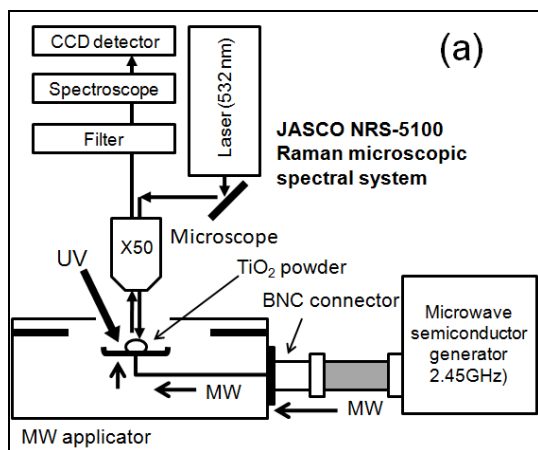 (a)
CCD detector
Spectroscope
Filter
Laser (532 nm)
JASCO NRS-5100
Raman microscopic
spectral system
X50
Microscope
UV
TiO2 powder
BNC connector
Microwave
semiconductor
generator
2.45GHz)
MW
MW
MW applicator